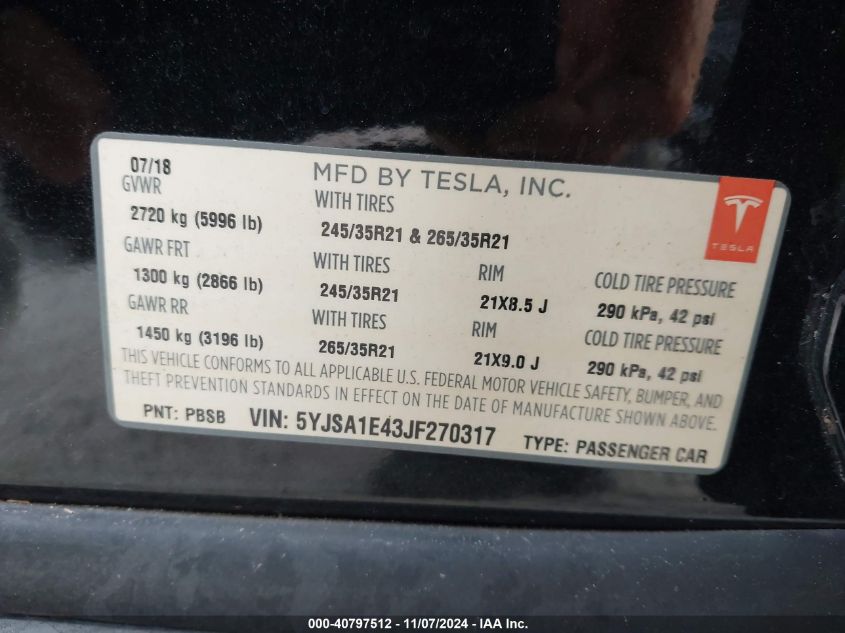 07/18 MFD BY TESLA, INC.
GVWR WITH TIRES
2720 kg (5996 lb) 245/35R21 & 265/35R21
TESLA
GAWR FRT WITH TIRES RIM COLD TIRE PRESSURE
1300 kg (2866 lb) 245/35R21 21X8.5 J 290 kPa, 42 psi
GAWR RR WITH TIRES RIM COLD TIRE PRESSURE
1450 kg (3196 lb) 265/35R21 21X9.0 J 290 kPa, 42 psi
THIS VEHICLE CONFORMS TO ALL APPLICABLE U.S. FEDERAL MOTOR VEHICLE SAFETY, BUMPER, AND
THEFT PREVENTION STANDARDS IN EFFECT ON THE DATE OF MANUFACTURE SHOWN ABOVE.
PNT: PBSB VIN: 5YJSA1E43JF270317 TYPE: PASSENGER CAR
000-40797512 - 11/07/2024 - IAA Inc.